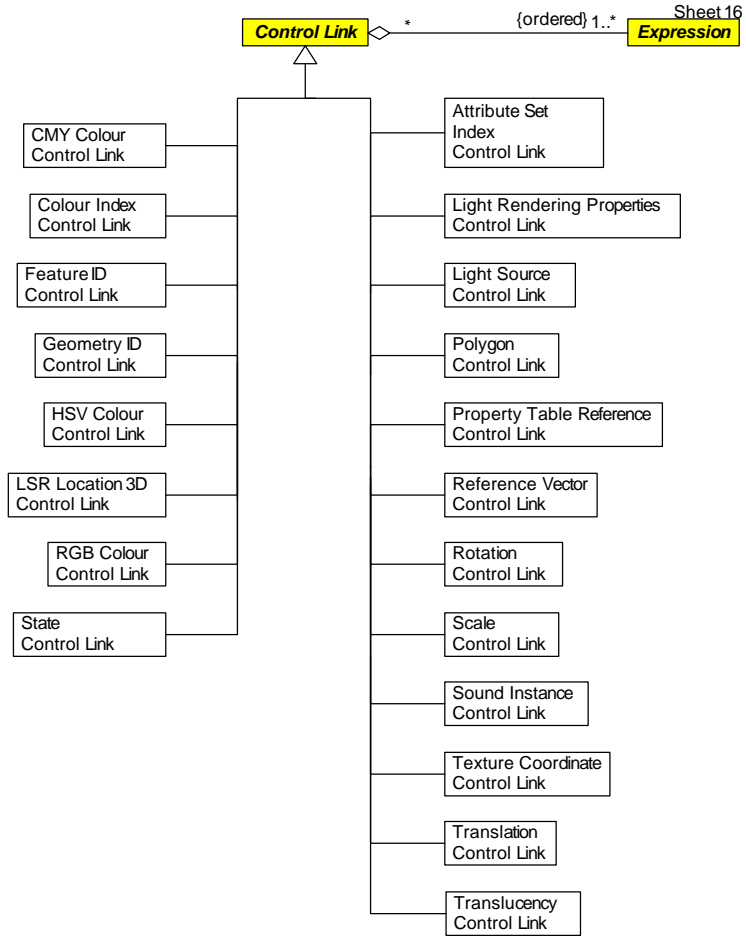 Sheet 16
Control Link
*
{ordered} 1..*
Expression
CMY Colour
Control Link
Colour Index
Control Link
Feature ID
Control Link
Geometry ID
Control Link
HSV Colour
Control Link
LSR Location 3D
Control Link
RGB Colour
Control Link
State
Control Link
Attribute Set
Index
Control Link
Light Rendering Properties
Control Link
Light Source
Control Link
Polygon
Control Link
Property Table Reference
Control Link
Reference Vector
Control Link
Rotation
Control Link
Scale
Control Link
Sound Instance
Control Link
Texture Coordinate
Control Link
Translation
Control Link
Translucency
Control Link